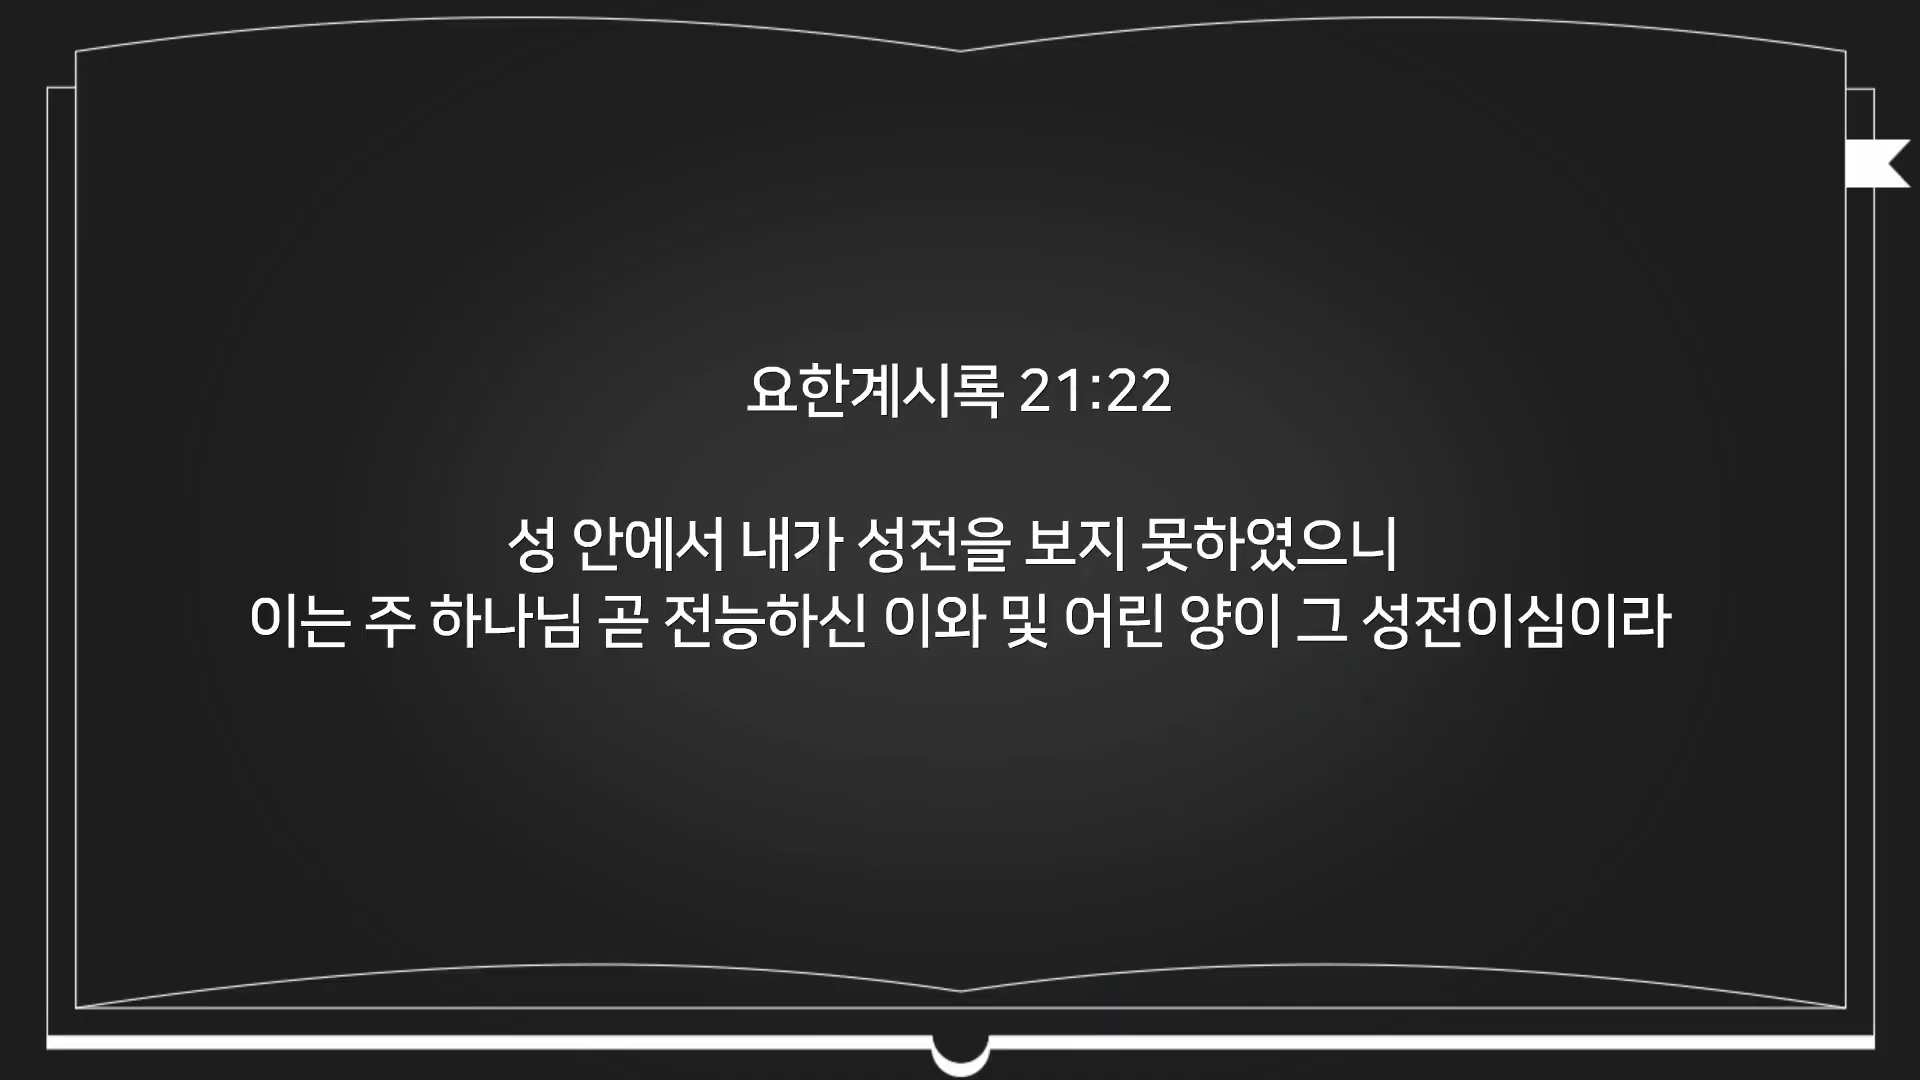 요한계시록 21:22
성 안에서 내가 성전을 보지 못하였으니
이는 주 하나님 곧 전능하신 이와 및 어린 양이 그 성전이심이라